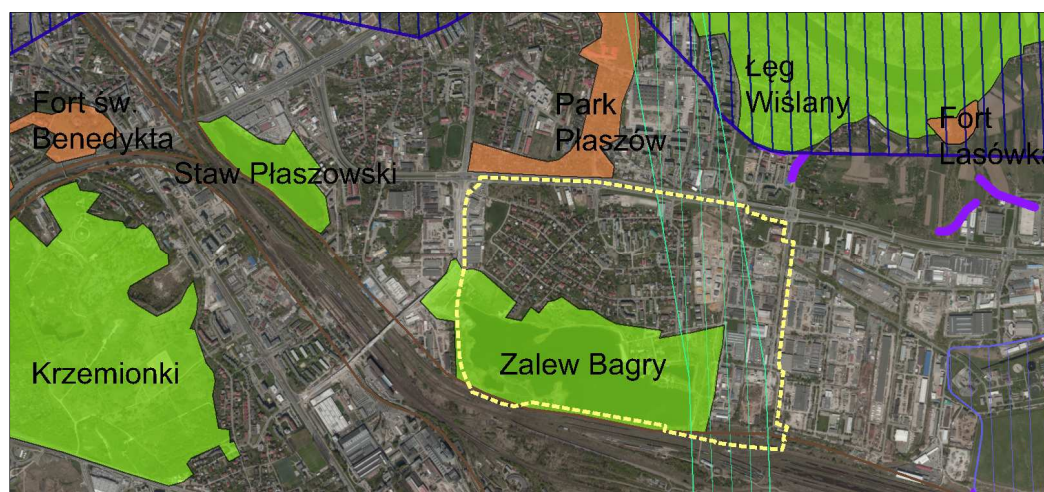 Fort św.
Benedykta
Park
Płaszów
Łęg
Wiślany
Fort
Lasówka
Staw Płaszowski
Krzemionki
Zalew Bagry